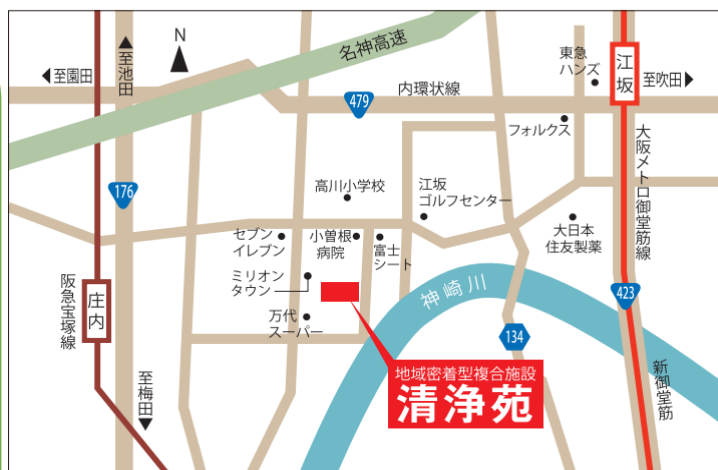 N
名神高速
▲至池田
◀至園田
東急
ハンズ
江坂
至吹田▶
内環状線
479
フォルクス
大阪メトロ御堂筋線
176
高川小学校
江坂
ゴルフセンター
セブン
イレブン
小曽根
病院
富士
シート
大日本
住友製薬
ミリオン
タウン
神崎川
阪急宝塚線
庄内
423
万代
スーパー
134
新御堂筋
至梅田▼
地域密着型複合施設
清浄苑